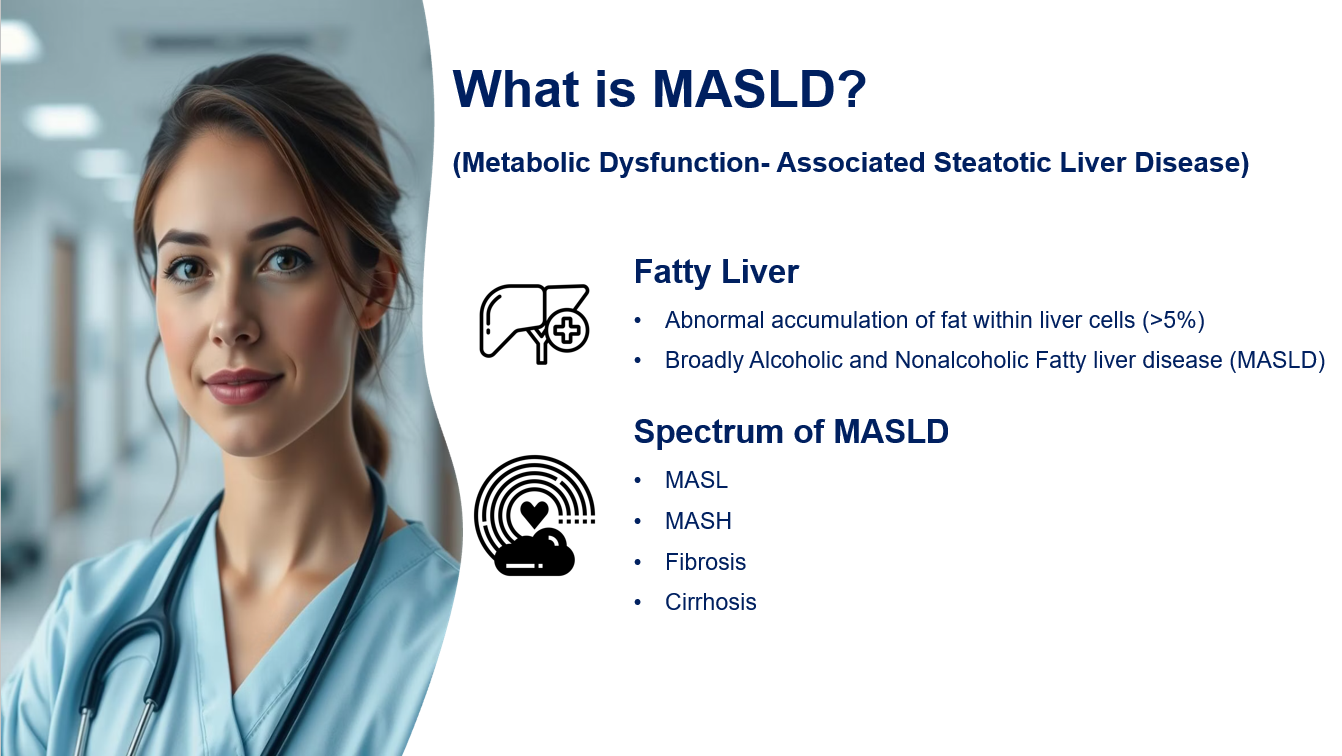 What is MASLD?
(Metabolic Dysfunction- Associated Steatotic Liver Disease)
Fatty Liver
• Abnormal accumulation of fat within liver cells (>5%)
• Broadly Alcoholic and Nonalcoholic Fatty liver disease (MASLD)
Spectrum of MASLD
• MASL
• MASH
• Fibrosis
• Cirrhosis